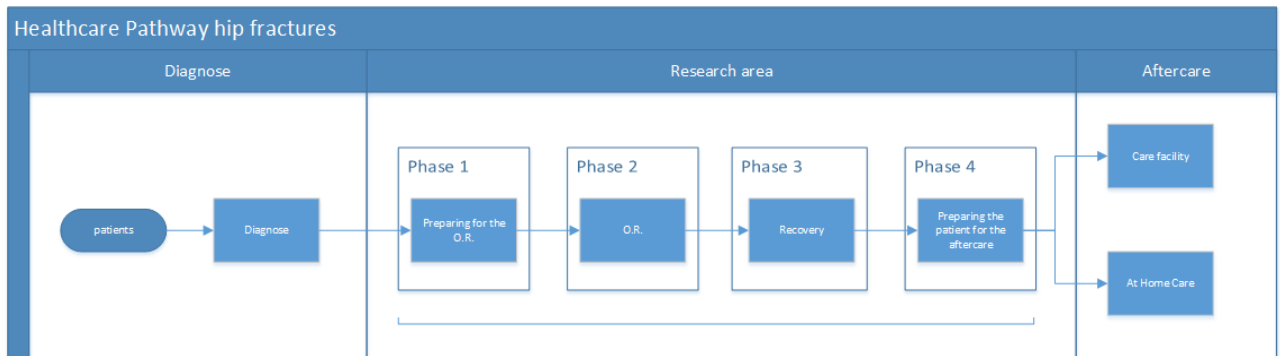 Healthcare Pathway hip fractures
Diagnose
Research area
Aftercare
patients
Diagnose
Phase 1
Preparing for the
O.R.
Phase 2
O.R.
Phase 3
Recovery
Phase 4
Preparing the
patient for the
aftercare
Care facility
At Home Care